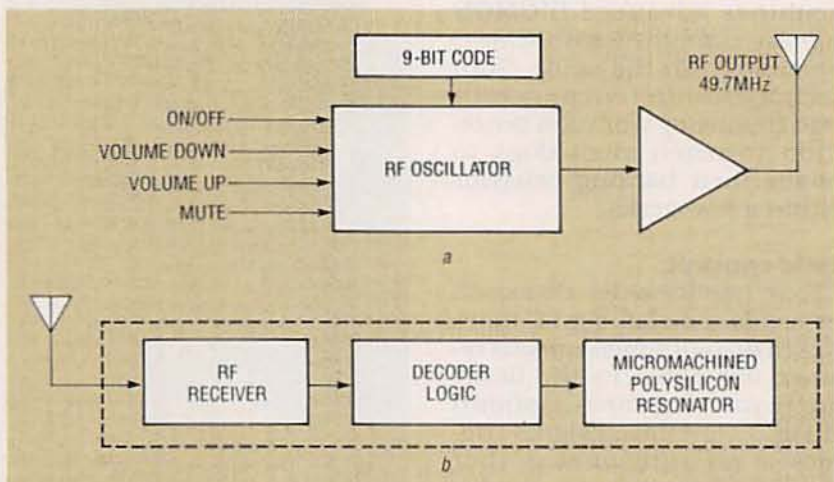 9-BIT CODE
RF OUTPUT
49.7MHz
ON/OFF
VOLUME DOWN
VOLUME UP
MUTE
RF OSCILLATOR
a
RF
RECEIVER
DECODER
LOGIC
MICROMACHINED
POLYSILICON
RESONATOR
b